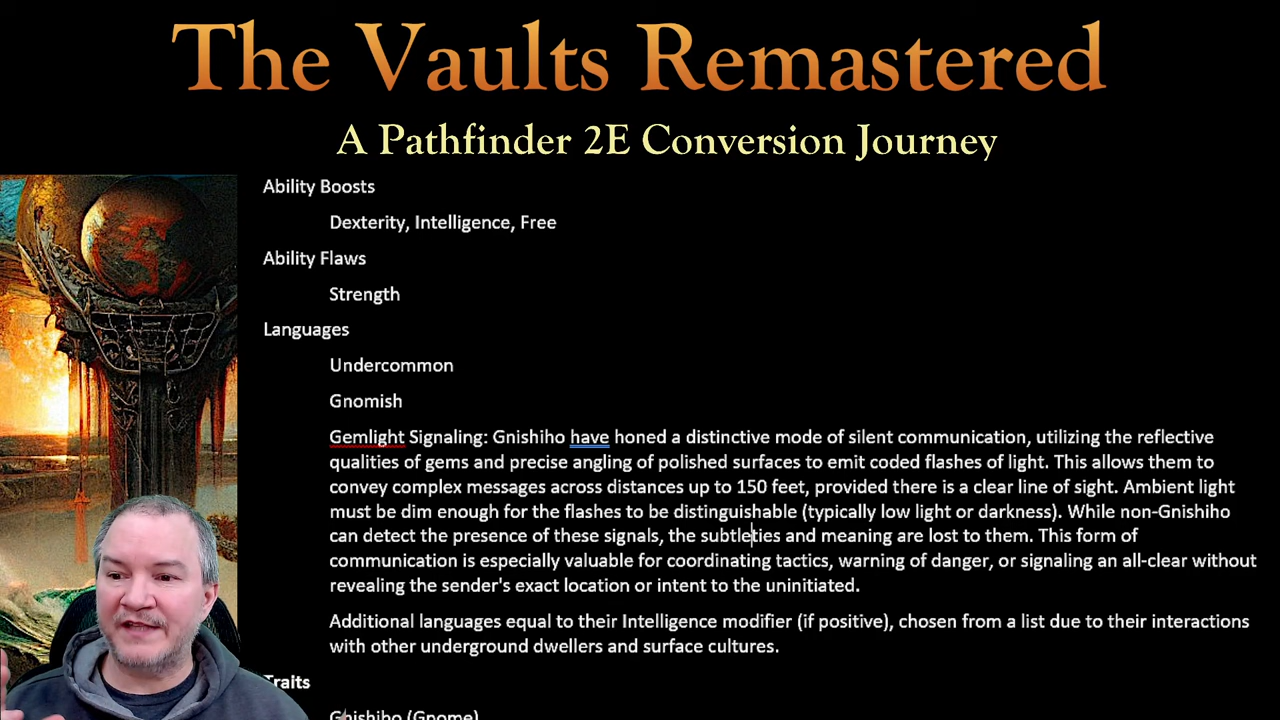 The Vaults Remastered
A Pathfinder 2E Conversion Journey
Ability Boosts
Dexterity, Intelligence, Free
Ability Flaws
Strength
Languages
Undercommon
Gnomish
Gemlight Signaling: Gnishiho have honed a distinctive mode of silent communication, utilizing the reflective
qualities of gems and precise angling of polished surfaces to emit coded flashes of light. This allows them to
convey complex messages across distances up to 150 feet, provided there is a clear line of sight. Ambient light
must be dim enough for the flashes to be distinguishable (typically low light or darkness). While non-Gnishiho
can detect the presence of these signals, the subtleties and meaning are lost to them. This form of
communication is especially valuable for coordinating tactics, warning of danger, or signaling an all-clear without
revealing the sender's exact location or intent to the uninitiated.
Additional languages equal to their Intelligence modifier (if positive), chosen from a list due to their interactions
with other underground dwellers and surface cultures.
Traits
Gnishiho (Gnome)